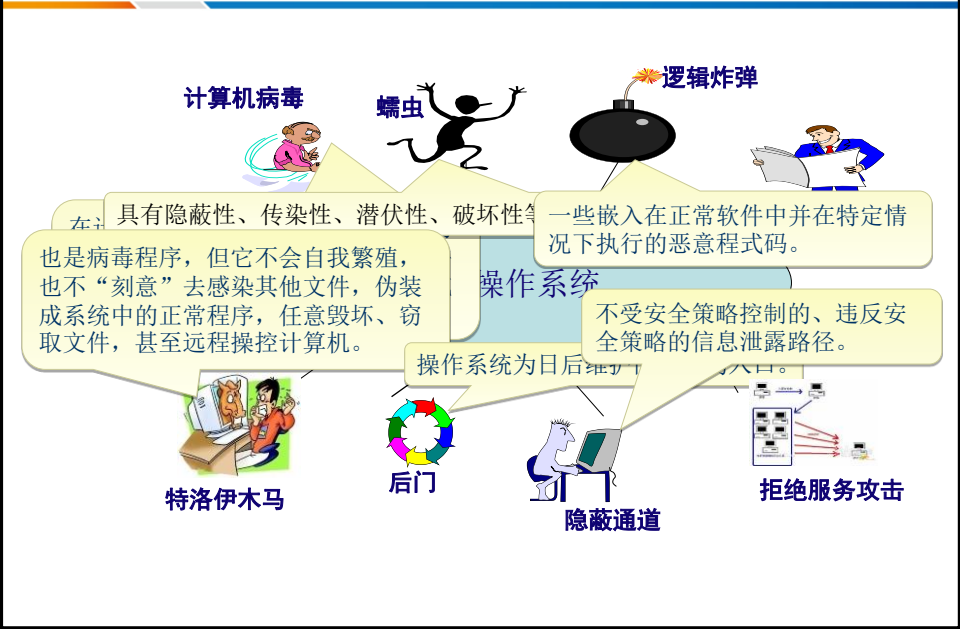 计算机病毒
蠕虫
逻辑炸弹
在
具有隐蔽性、传染性、潜伏性、破坏性
一些嵌入在正常软件中并在特定情
况下执行的恶意程式码。
也是病毒程序，但它不会自我繁殖，
也不“刻意”去感染其他文件，伪装
成系统中的正常程序，任意毁坏、窃
取文件，甚至远程操控计算机。
操作系统
不受安全策略控制的、违反安
全策略的信息泄露路径。
操作系统为日后维护
入口。
特洛伊木马
后门
隐蔽通道
拒绝服务攻击